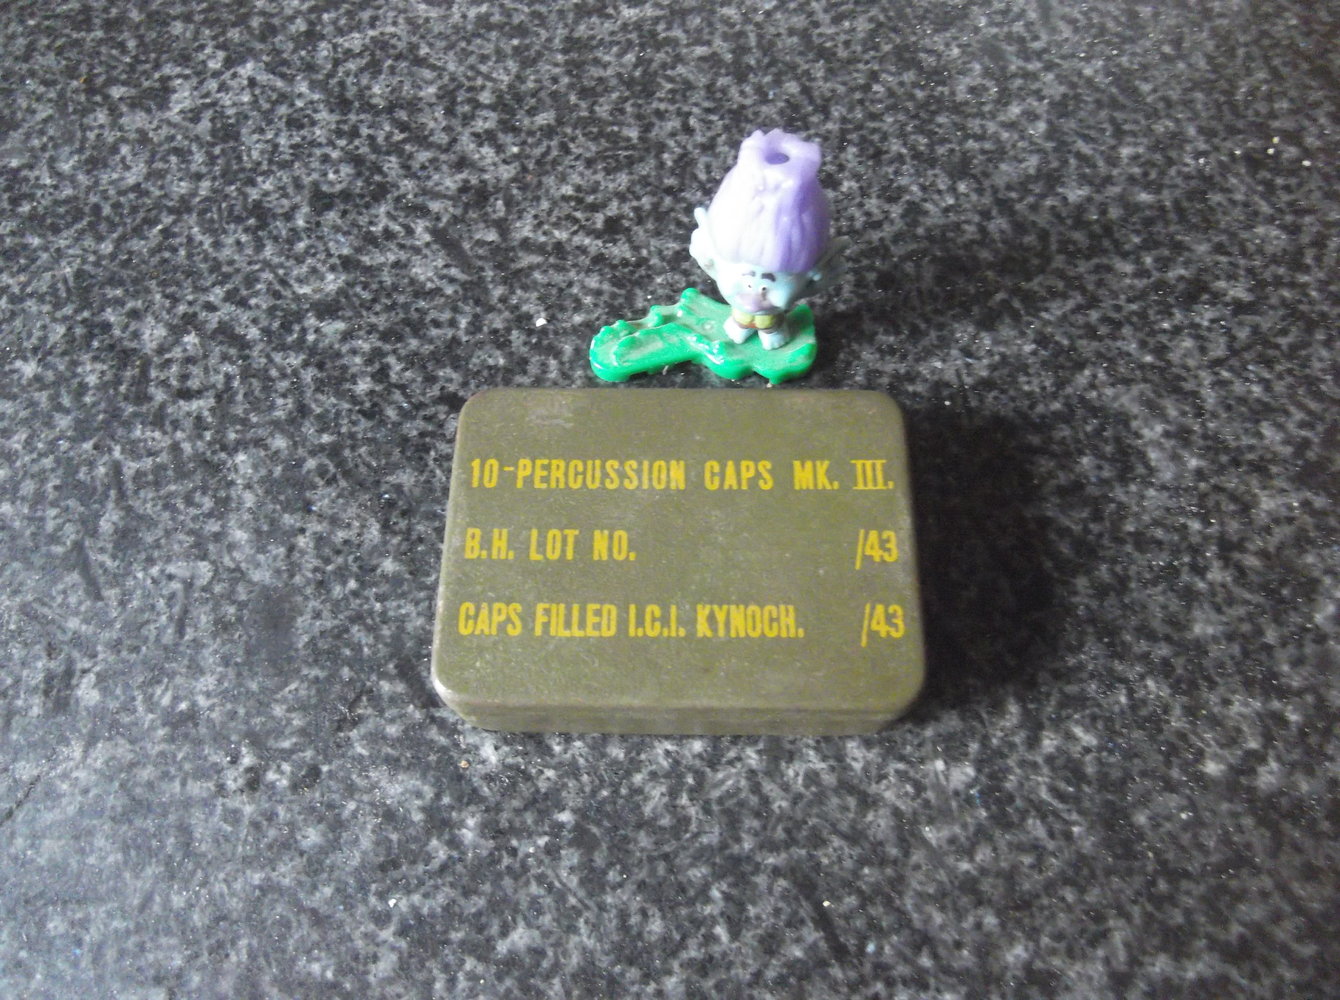 10-PERCUSSION CAPS MK. III.
B.H. LOT NO. /43
CAPS FILLED I.C.I. KYNOCH. /43